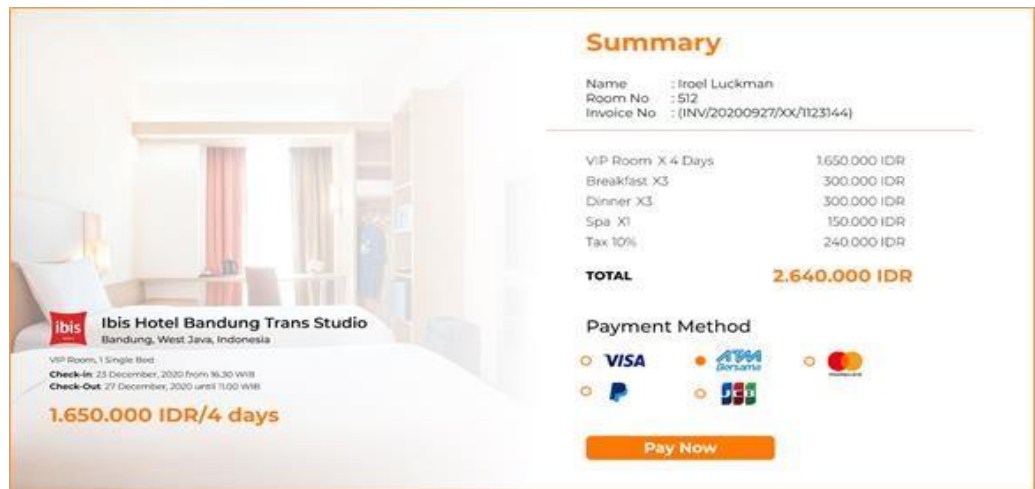 Summary
Name : Iroel Luckman
Room No : 512
Invoice No : (INV/20200927/XX/1123144)
VIP Room X 4 Days 1.650.000 IDR
Breakfast X3 300.000 IDR
Dinner X3 300.000 IDR
Spa X1 150.000 IDR
Tax 10% 240.000 IDR
TOTAL 2.640.000 IDR
ibis
Ibis Hotel Bandung Trans Studio
Bandung, West Java, Indonesia
VIP Room, 1 Single Bed
Check-in: 23 December, 2020 from 16.30 WIB
Check-Out: 27 December, 2020 until 11.00 WIB
1.650.000 IDR/4 days
Payment Method
VISA ATM Bersama
JCB
Pay Now